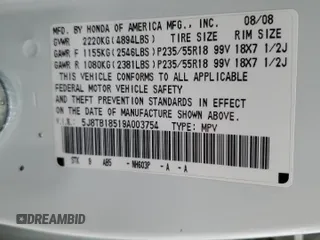 MFD. BY HONDA OF AMERICA MFG., INC. 08/08
GVWR 2220KG(4894LBS) TIRE SIZE RIM SIZE
GAWR F 1155KG(2546LBS) P235/55R18 99V 18X7 1/2J
GAWR R 1080KG(2381LBS) P235/55R18 99V 18X7 1/2J
THIS VEHICLE CONFORMS TO ALL APPLICABLE
FEDERAL MOTOR VEHICLE SAFETY, BUMPER,
AND THEFT PREVENTION STANDARDS IN EFFECT
ON THE DATE OF MANUFACTURE SHOWN ABOVE.
V.I.N. 5J8TB18519A003754 TYPE: MPV
STK 9 ABS NH603P - A - A
DREAMBID